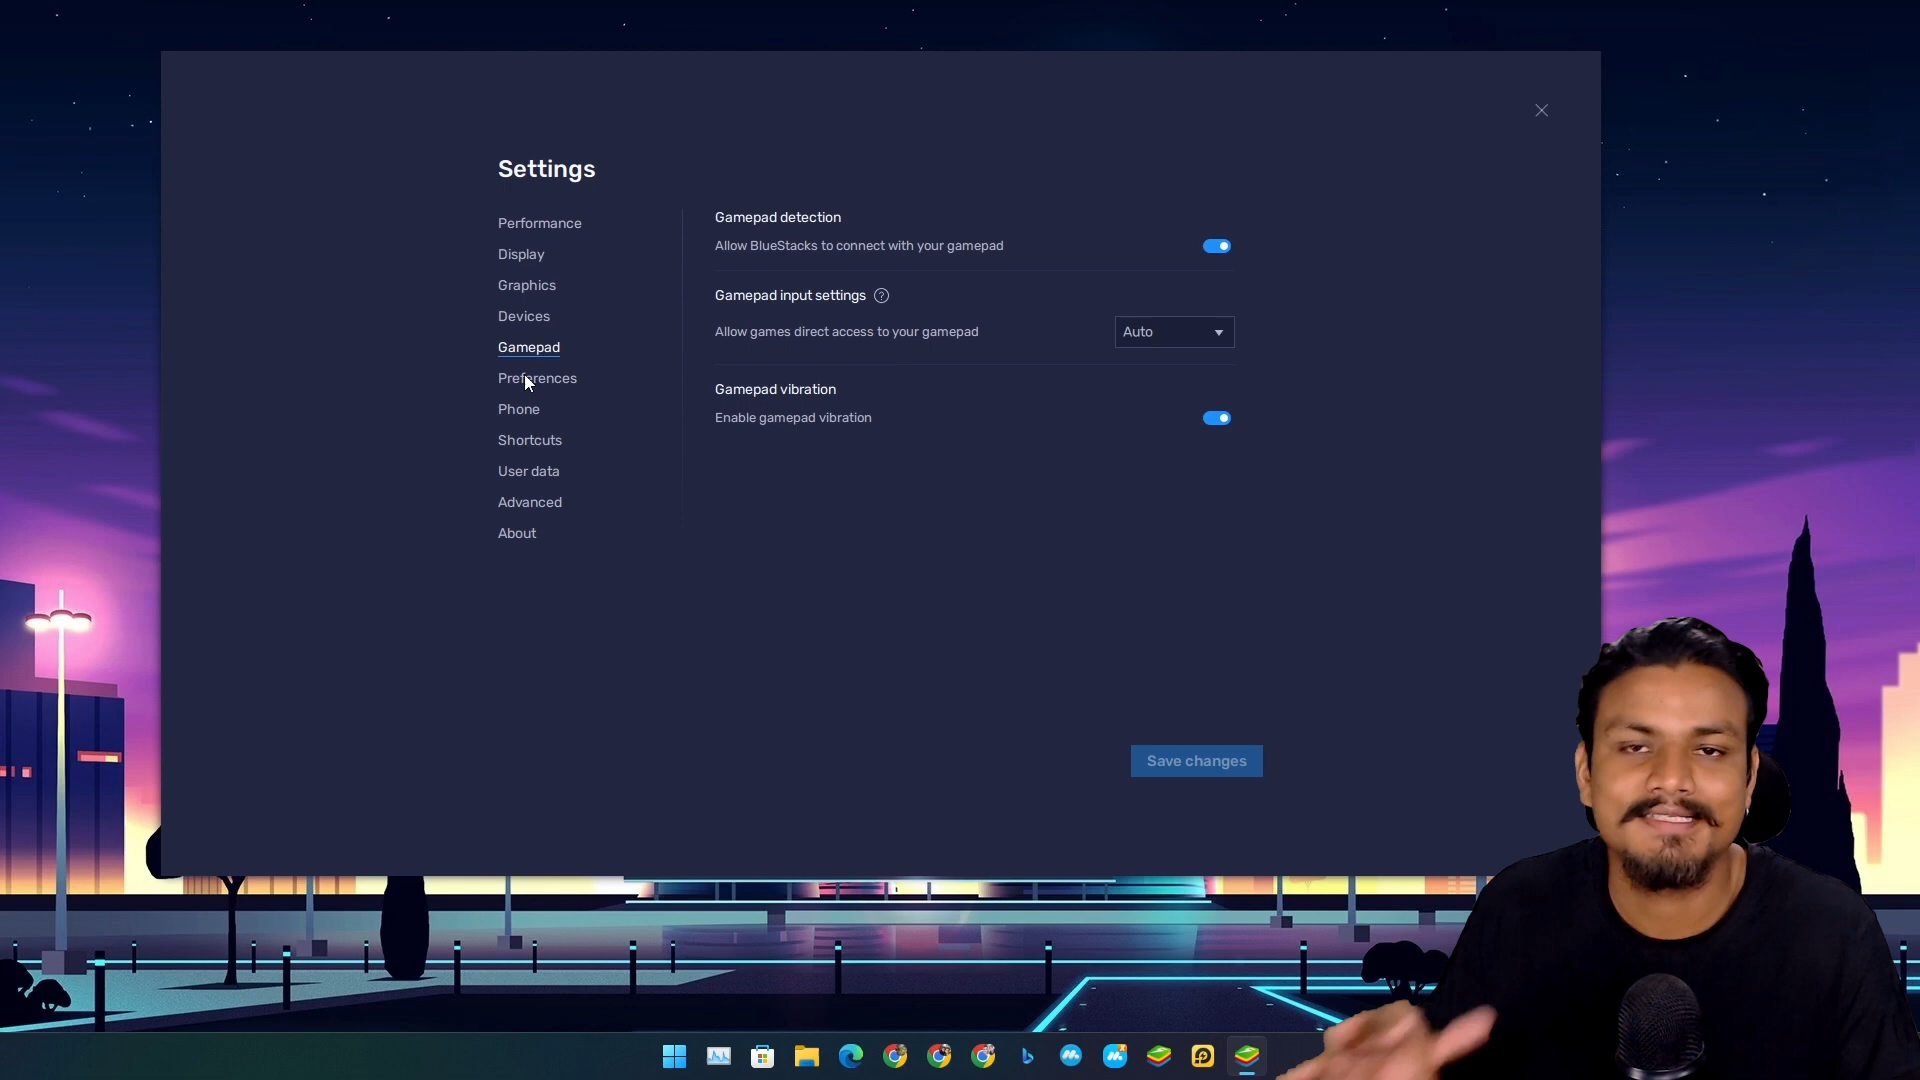 Settings
Performance
Display
Graphics
Devices
Gamepad
Preferences
Phone
Shortcuts
User data
Advanced
About
Gamepad detection
Allow BlueStacks to connect with your gamepad
Gamepad input settings ?
Allow games direct access to your gamepad
Auto
Gamepad vibration
Enable gamepad vibration
Save changes